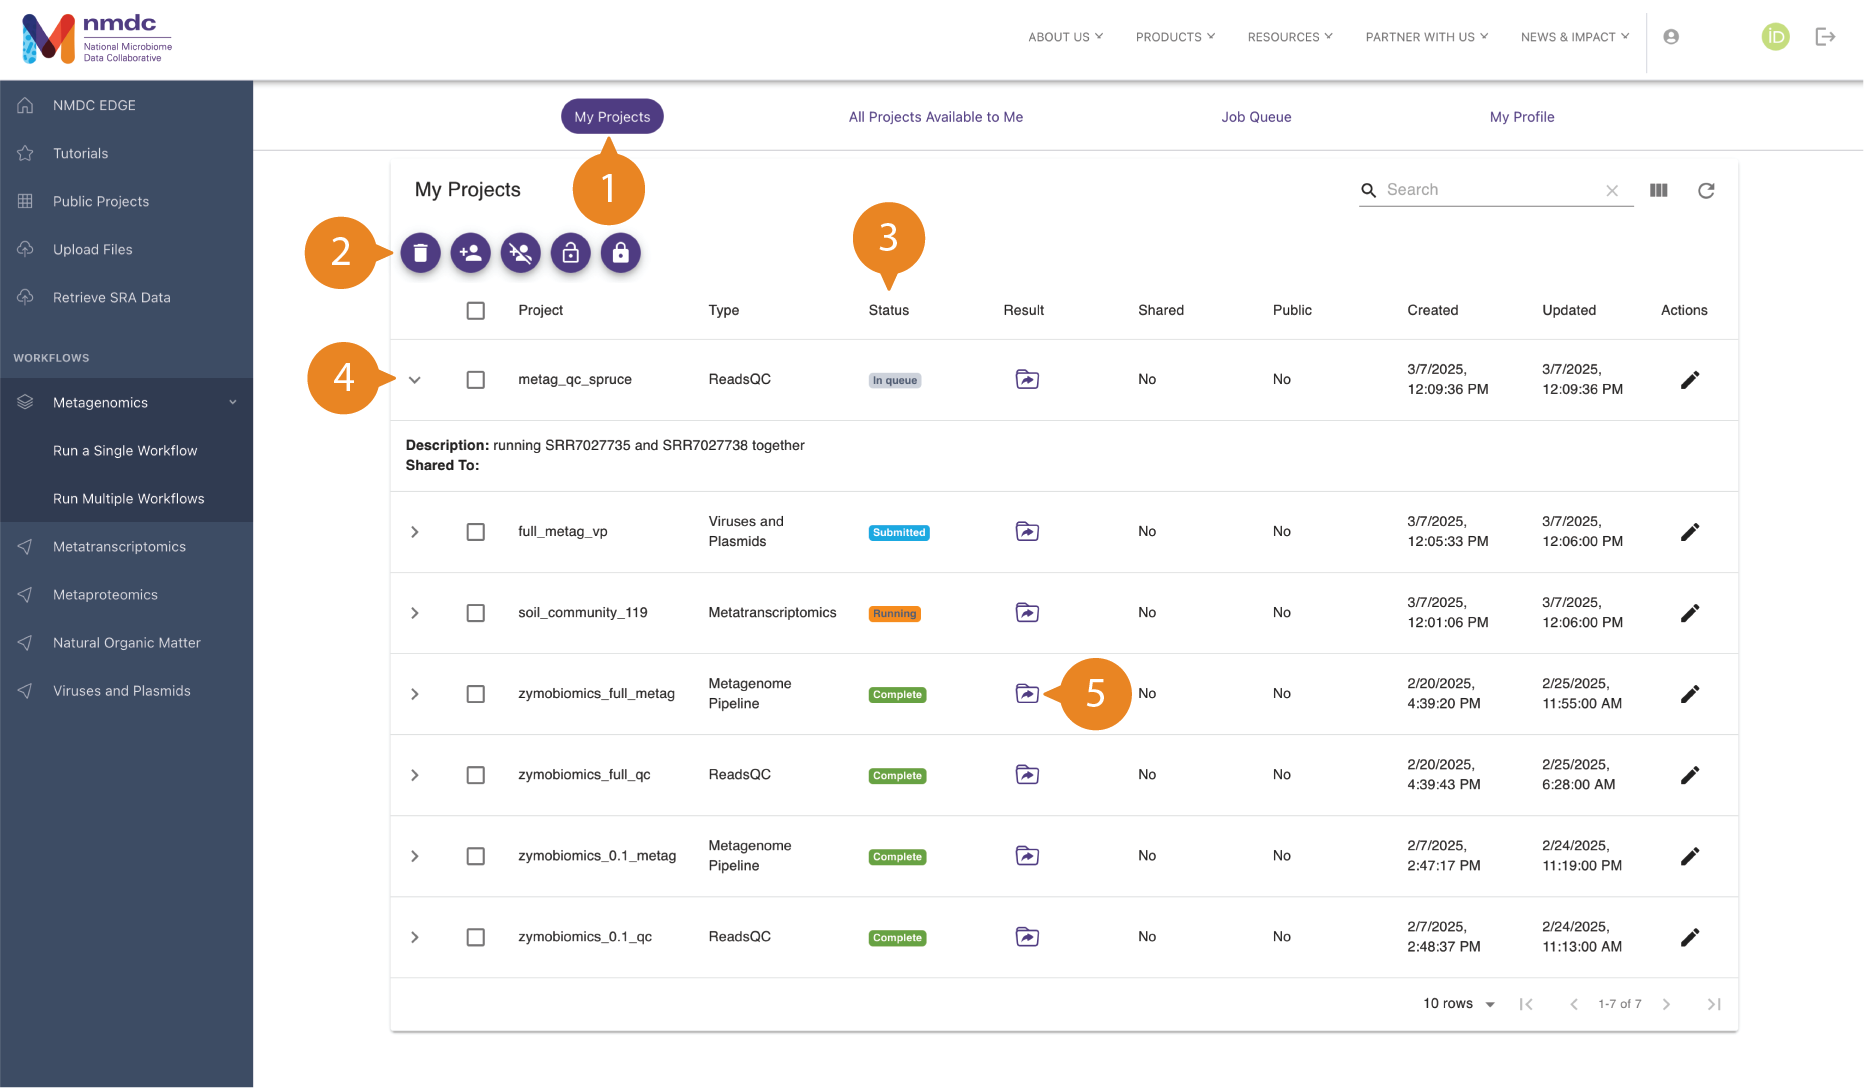 nmdc
National Microbiome
Data Collaborative
ABOUT US
PRODUCTS
RESOURCES
PARTNER WITH US
NEWS & IMPACT
iD
NMDC EDGE
Tutorials
Public Projects
Upload Files
Retrieve SRA Data
WORKFLOWS
Metagenomics
Run a Single Workflow
Run Multiple Workflows
Metatranscriptomics
Metaproteomics
Natural Organic Matter
Viruses and Plasmids
My Projects
All Projects Available to Me
Job Queue
My Profile
My Projects
1
Search
2
3
Project Type Status Result Shared Public Created Updated Actions
4
metag_qc_spruce ReadsQC In queue No No 3/7/2025, 3/7/2025,
12:09:36 PM 12:09:36 PM
Description: running SRR7027735 and SRR7027738 together
Shared To:
full_metag_vp Viruses and Submitted No No 3/7/2025, 3/7/2025,
Plasmids 12:05:33 PM 12:06:00 PM
soil_community_119 Metatranscriptomics Running No No 3/7/2025, 3/7/2025,
12:01:06 PM 12:06:00 PM
zymobiomics_full_metag Metagenome Complete 5 No No 2/20/2025, 2/25/2025,
Pipeline 4:39:20 PM 11:55:00 AM
zymobiomics_full_qc ReadsQC Complete No No 2/20/2025, 2/25/2025,
4:39:43 PM 6:28:00 AM
zymobiomics_0.1_metag Metagenome Complete No No 2/7/2025, 2/24/2025,
Pipeline 2:47:17 PM 11:19:00 PM
zymobiomics_0.1_qc ReadsQC Complete No No 2/7/2025, 2/24/2025,
2:48:37 PM 11:13:00 AM
10 rows 1-7 of 7